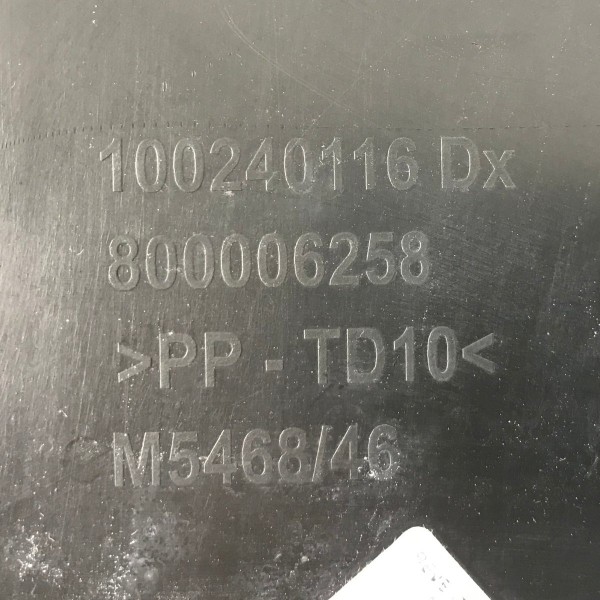 100240116 Dx
800006258
>PP - TD10<
M5468/46